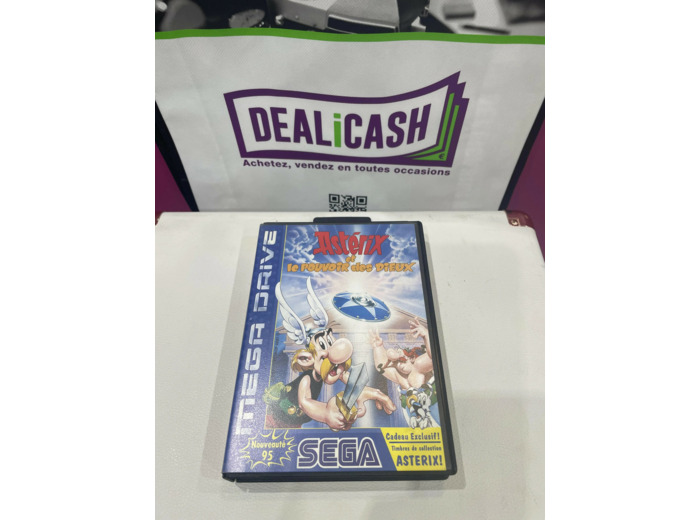 DEALiCASH
Achetez, vendez en toutes occasions
MEGA DRIVE
Astérix
et
le POUVOIR des DIEUX
Nouveauté
95
SEGA
Cadeau Exclusif!
Timbres de collection
ASTERIX!